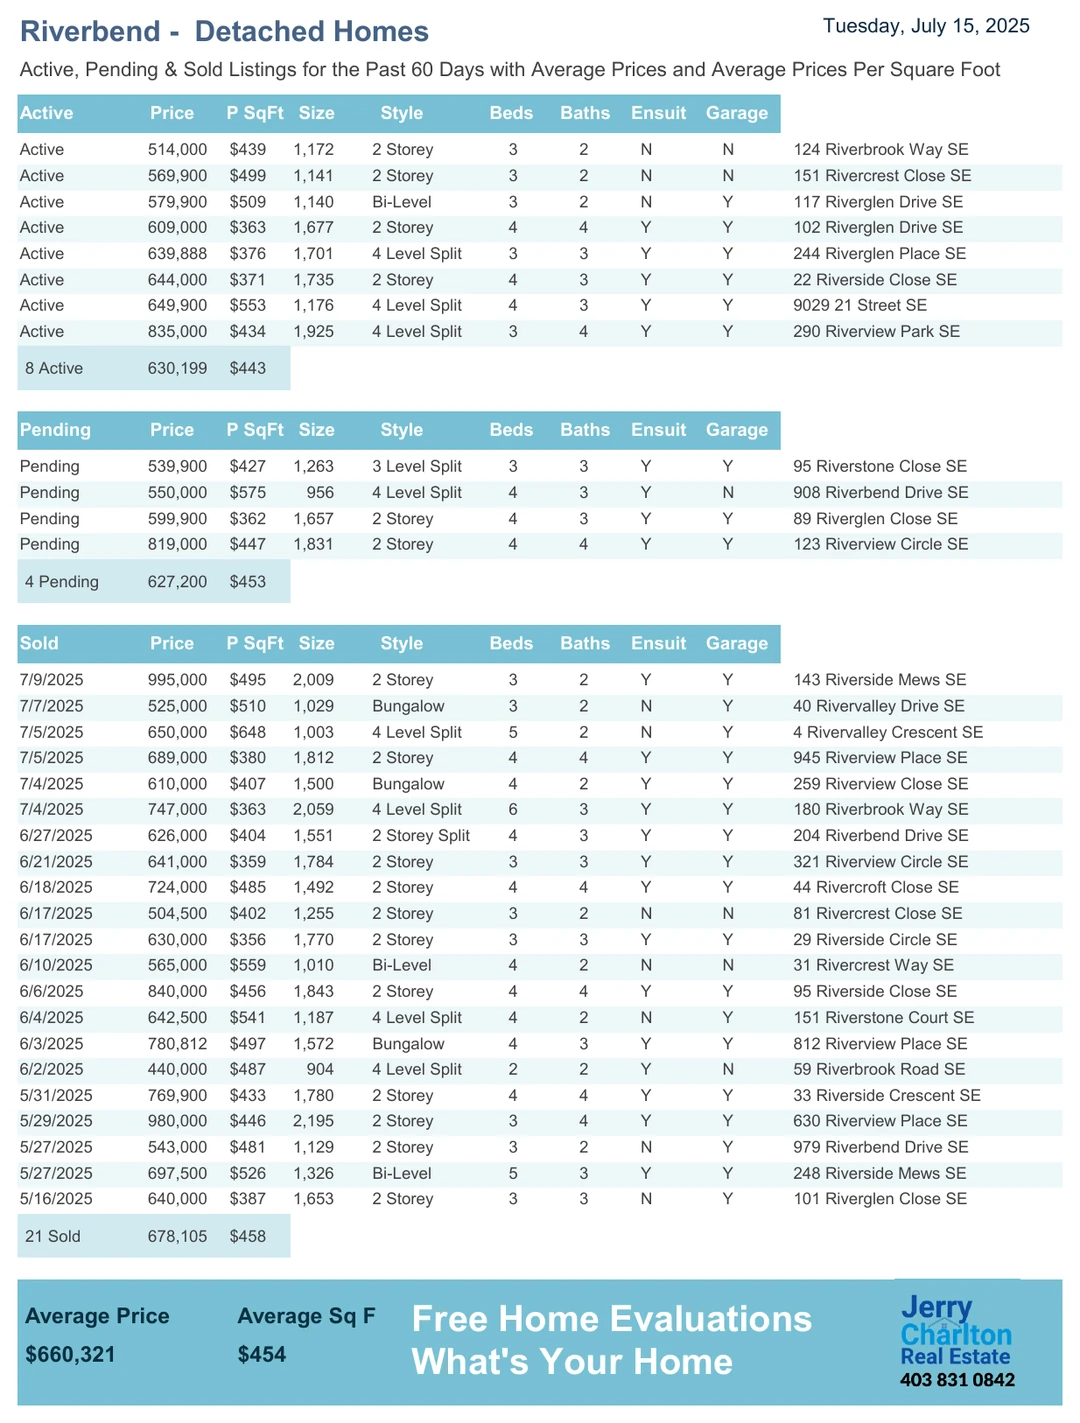 Riverbend -  Detached Homes
Tuesday, July 15, 2025
Active, Pending & Sold Listings for the Past 60 Days with Average Prices and Average Prices Per Square Foot
Active Price P SqFt Size Style Beds Baths Ensuit Garage
Active 514,000 $439 1,172 2 Storey 3 2 N N 124 Riverbrook Way SE
Active 569,900 $499 1,141 2 Storey 3 2 N N 151 Rivercrest Close SE
Active 579,900 $509 1,140 Bi-Level 3 2 N Y 117 Riverglen Drive SE
Active 609,000 $363 1,677 2 Storey 4 4 Y Y 102 Riverglen Drive SE
Active 639,888 $376 1,701 4 Level Split 3 3 Y Y 244 Riverglen Place SE
Active 644,000 $371 1,735 2 Storey 4 3 Y Y 22 Riverside Close SE
Active 649,900 $553 1,176 4 Level Split 4 3 Y Y 9029 21 Street SE
Active 835,000 $434 1,925 4 Level Split 3 4 Y Y 290 Riverview Park SE
8 Active 630,199 $443
Pending Price P SqFt Size Style Beds Baths Ensuit Garage
Pending 539,900 $427 1,263 3 Level Split 3 3 Y Y 95 Riverstone Close SE
Pending 550,000 $575 956 4 Level Split 4 3 Y N 908 Riverbend Drive SE
Pending 599,900 $362 1,657 2 Storey 4 3 Y Y 89 Riverglen Close SE
Pending 819,000 $447 1,831 2 Storey 4 4 Y Y 123 Riverview Circle SE
4 Pending 627,200 $453
Sold Price P SqFt Size Style Beds Baths Ensuit Garage
7/9/2025 995,000 $495 2,009 2 Storey 3 2 Y Y 143 Riverside Mews SE
7/7/2025 525,000 $510 1,029 Bungalow 3 2 N Y 40 Rivervalley Drive SE
7/5/2025 650,000 $648 1,003 4 Level Split 5 2 N Y 4 Rivervalley Crescent SE
7/5/2025 689,000 $380 1,812 2 Storey 4 4 Y Y 945 Riverview Place SE
7/4/2025 610,000 $407 1,500 Bungalow 4 2 Y Y 259 Riverview Close SE
7/4/2025 747,000 $363 2,059 4 Level Split 6 3 Y Y 180 Riverbrook Way SE
6/27/2025 626,000 $404 1,551 2 Storey Split 4 3 Y Y 204 Riverbend Drive SE
6/21/2025 641,000 $359 1,784 2 Storey 3 3 Y Y 321 Riverview Circle SE
6/18/2025 724,000 $485 1,492 2 Storey 4 4 Y Y 44 Rivercroft Close SE
6/17/2025 504,500 $402 1,255 2 Storey 3 2 N N 81 Rivercrest Close SE
6/17/2025 630,000 $356 1,770 2 Storey 3 3 Y Y 29 Riverside Circle SE
6/10/2025 565,000 $559 1,010 Bi-Level 4 2 N N 31 Rivercrest Way SE
6/6/2025 840,000 $456 1,843 2 Storey 4 4 Y Y 95 Riverside Close SE
6/4/2025 642,500 $541 1,187 4 Level Split 4 2 N Y 151 Riverstone Court SE
6/3/2025 780,812 $497 1,572 Bungalow 4 3 Y Y 812 Riverview Place SE
6/2/2025 440,000 $487 904 4 Level Split 2 2 Y N 59 Riverbrook Road SE
5/31/2025 769,900 $433 1,780 2 Storey 4 4 Y Y 33 Riverside Crescent SE
5/29/2025 980,000 $446 2,195 2 Storey 3 4 Y Y 630 Riverview Place SE
5/27/2025 543,000 $481 1,129 2 Storey 3 2 N Y 979 Riverbend Drive SE
5/27/2025 697,500 $526 1,326 Bi-Level 5 3 Y Y 248 Riverside Mews SE
5/16/2025 640,000 $387 1,653 2 Storey 3 3 N Y 101 Riverglen Close SE
21 Sold 678,105 $458
Average Price Average Sq F
$660,321 $454
Free Home Evaluations
What's Your Home
Jerry
Charlton
Real Estate
403 831 0842